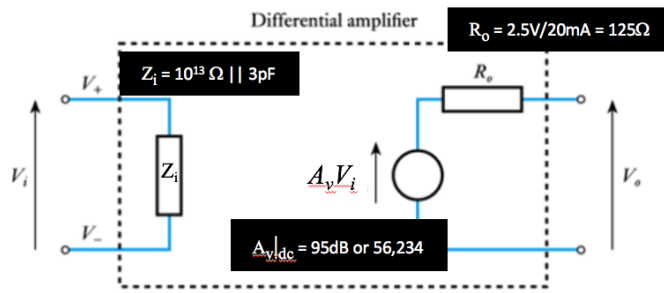 Differential amplifier
R₀ = 2.5V/20mA = 125Ω
Zᵢ = 10¹³ Ω || 3pF
V₊
Rₒ
Vᵢ
Zᵢ
AᵥVᵢ
Vₒ
V₋
Aᵥ|dc = 95dB or 56,234